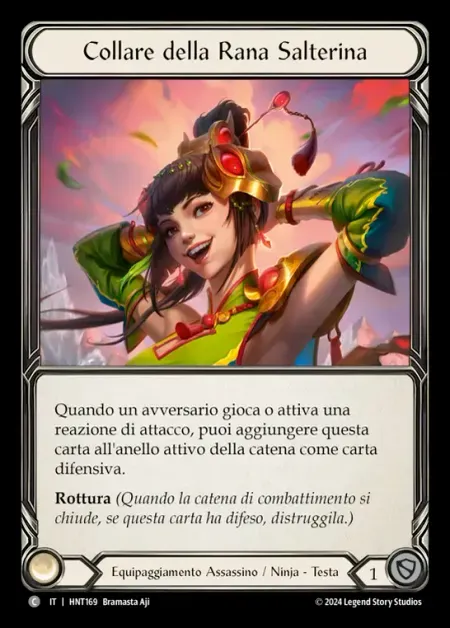 Collare della Rana Salterina
Quando un avversario gioca o attiva una
reazione di attacco, puoi aggiungere questa
carta all'anello attivo della catena come carta
difensiva.
Rottura (Quando la catena di combattimento si
chiude, se questa carta ha difeso, distruggila.)
Equipaggiamento Assassino / Ninja - Testa
1
C IT | HNT169 Bramasta Aji
© 2024 Legend Story Studios